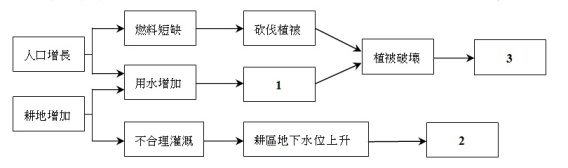 燃料短缺
砍伐植被
人口增長
植被破壞
3
用水增加
1
耕地增加
不合理灌溉
耕區地下水位上升
2